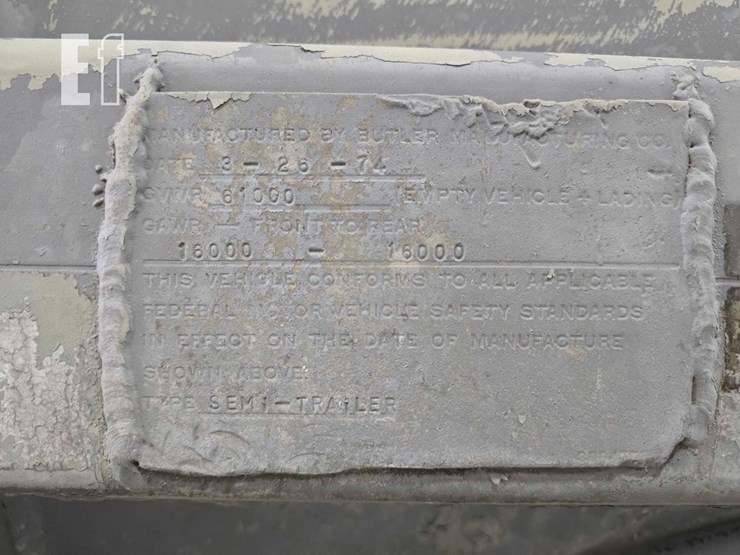 Ef
MANUFACTURED BY BUTLER MANUFACTURING CO.
DATE 3-26-74
GVWR 61000 (EMPTY VEHICLE + LADING)
GAWR — FRONT TO REAR
16000 - 16000
THIS VEHICLE CONFORMS TO ALL APPLICABLE
FEDERAL MOTOR VEHICLE SAFETY STANDARDS
IN EFFECT ON THE DATE OF MANUFACTURE
SHOWN ABOVE.
TYPE SEMi-TRAiLER